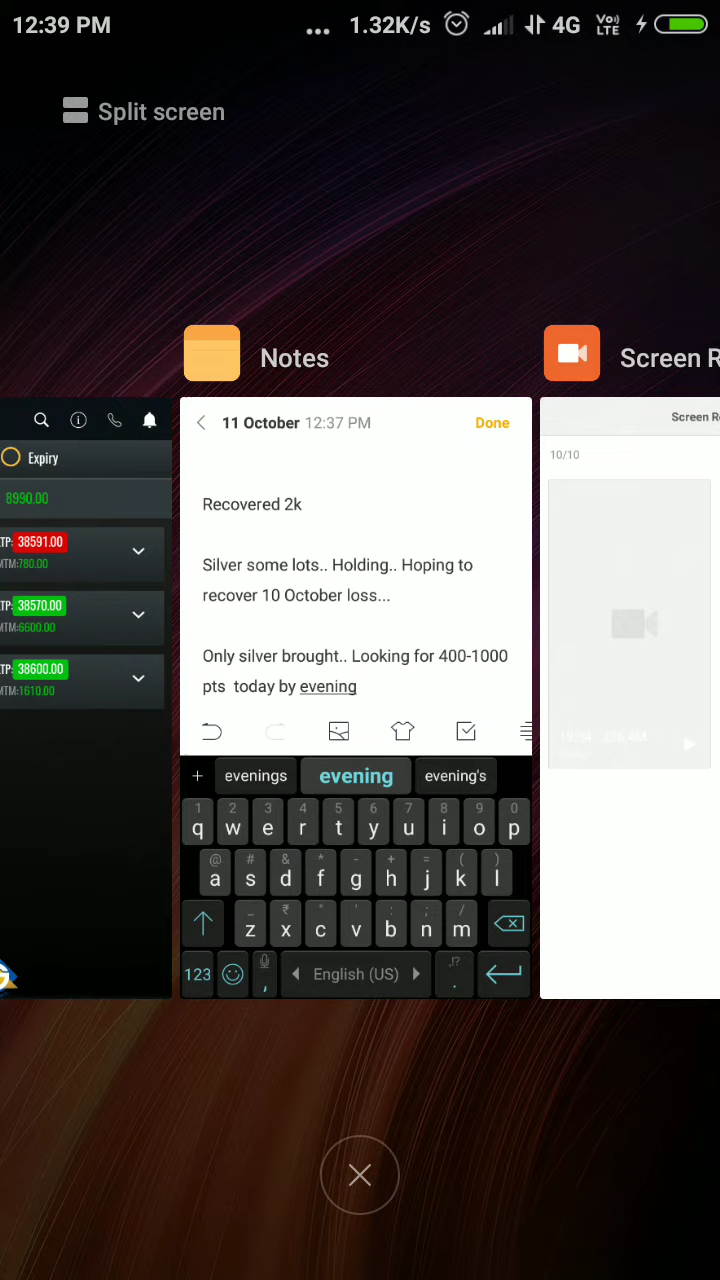 12:39 PM
... 1.32K/s 4G Vo)) LTE
Split screen
Notes
Screen R
Expiry
8990.00
TP: 38591.00
MTM:780.00
TP: 38570.00
MTM:6600.00
TP: 38600.00
MTM:1610.00
11 October 12:37 PM
Done
Recovered 2k
Silver some lots.. Holding.. Hoping to
recover 10 October loss...
Only silver brought.. Looking for 400-1000
pts today by evening
+ evenings evening evening's
1 2 3 4 5 6 7 8 9 0
q w e r t y u i o p
@ # & * - + = ( )
a s d f g h j k l
_ ₹ " ' : ; /
z x c v b n m
123 , English (US) .
Screen Re
10/10